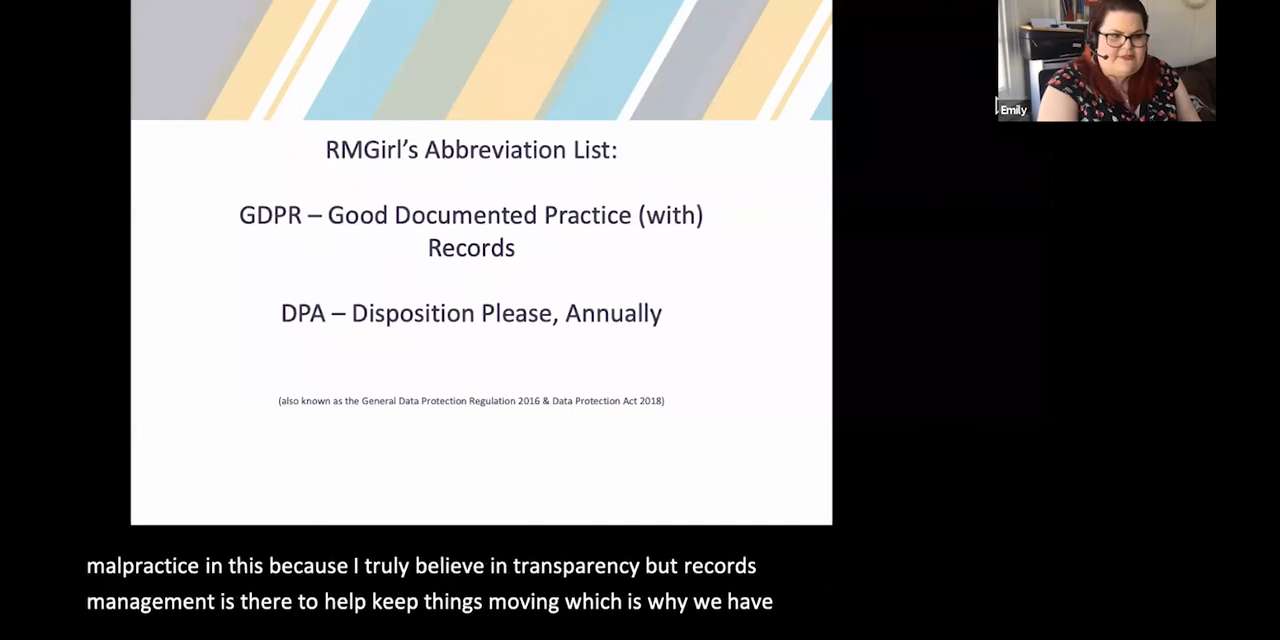 RMGirl’s Abbreviation List:
GDPR – Good Documented Practice (with)
Records
DPA – Disposition Please, Annually
(also known as the General Data Protection Regulation 2016 & Data Protection Act 2018)
Emily
malpractice in this because I truly believe in transparency but records
management is there to help keep things moving which is why we have